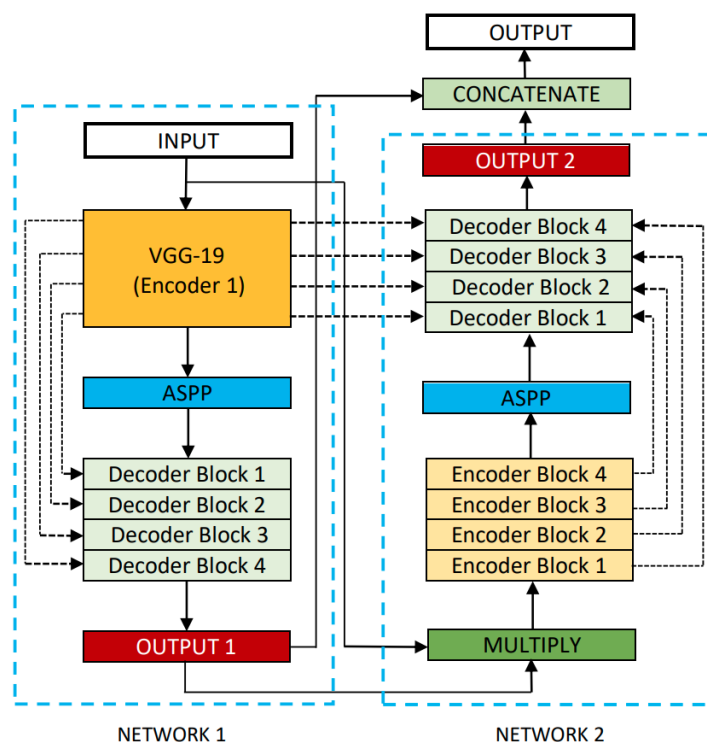 OUTPUT
CONCATENATE
INPUT
OUTPUT 2
VGG-19
(Encoder 1)
Decoder Block 4
Decoder Block 3
Decoder Block 2
Decoder Block 1
ASPP
ASPP
Decoder Block 1
Decoder Block 2
Decoder Block 3
Decoder Block 4
Encoder Block 4
Encoder Block 3
Encoder Block 2
Encoder Block 1
OUTPUT 1
MULTIPLY
NETWORK 1
NETWORK 2